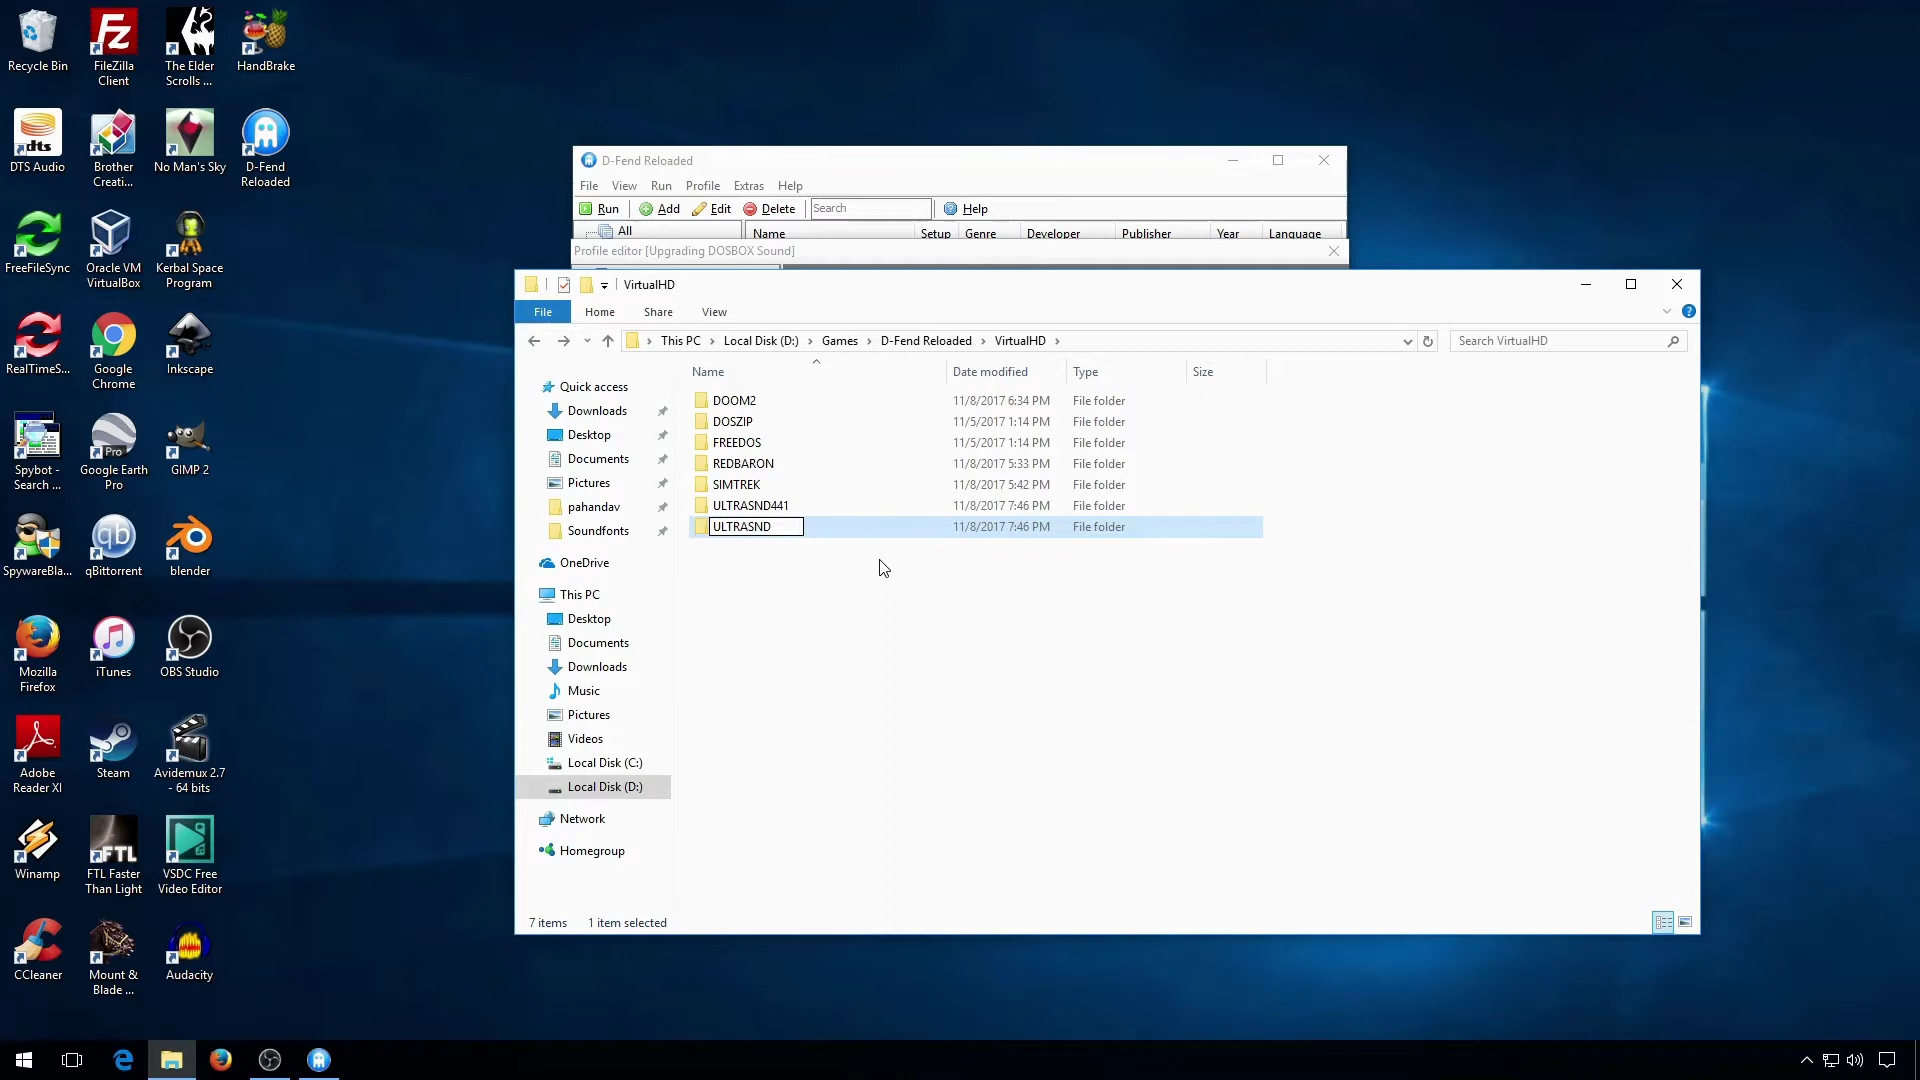 Recycle Bin
FileZilla
Client
The Elder
Scrolls ...
HandBrake
DTS Audio
Brother
Creati...
No Man's Sky
D-Fend
Reloaded
FreeFileSync
Oracle VM
VirtualBox
Kerbal Space
Program
RealTimeS...
Google
Chrome
Inkscape
Spybot -
Search ...
Google Earth
Pro
GIMP 2
SpywareBla...
qBittorrent
blender
Mozilla
Firefox
iTunes
OBS Studio
Adobe
Reader XI
Steam
Avidemux 2.7
- 64 bits
Winamp
FTL Faster
Than Light
VSDC Free
Video Editor
CCleaner
Mount &
Blade ...
Audacity
Fz
dts
Pro
qb
FTL
D-Fend Reloaded
File View Run Profile Extras Help
Run Add Edit Delete Search Help
All Name Setup Genre Developer Publisher Year Language
Profile editor [Upgrading DOSBOX Sound]
VirtualHD
File Home Share View
This PC Local Disk (D:) Games D-Fend Reloaded VirtualHD Search VirtualHD
Name Date modified Type Size
DOOM2 11/8/2017 6:34 PM File folder
DOSZIP 11/5/2017 1:14 PM File folder
FREEDOS 11/5/2017 1:14 PM File folder
REDBARON 11/8/2017 5:33 PM File folder
SIMTREK 11/8/2017 5:42 PM File folder
ULTRASND441 11/8/2017 7:46 PM File folder
ULTRASND 11/8/2017 7:46 PM File folder
Quick access
Downloads
Desktop
Documents
Pictures
pahandav
Soundfonts
OneDrive
This PC
Desktop
Documents
Downloads
Music
Pictures
Videos
Local Disk (C:)
Local Disk (D:)
Network
Homegroup
7 items 1 item selected